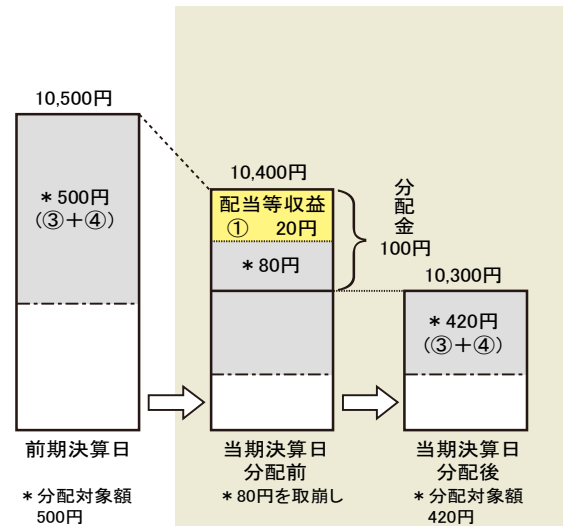 10,500円
＊500円
（③＋④）
前期決算日
＊分配対象額
500円
10,400円
配当等収益
① 20円
＊80円
分配金
100円
当期決算日
分配前
＊80円を取崩し
10,300円
＊420円
（③＋④）
当期決算日
分配後
＊分配対象額
420円